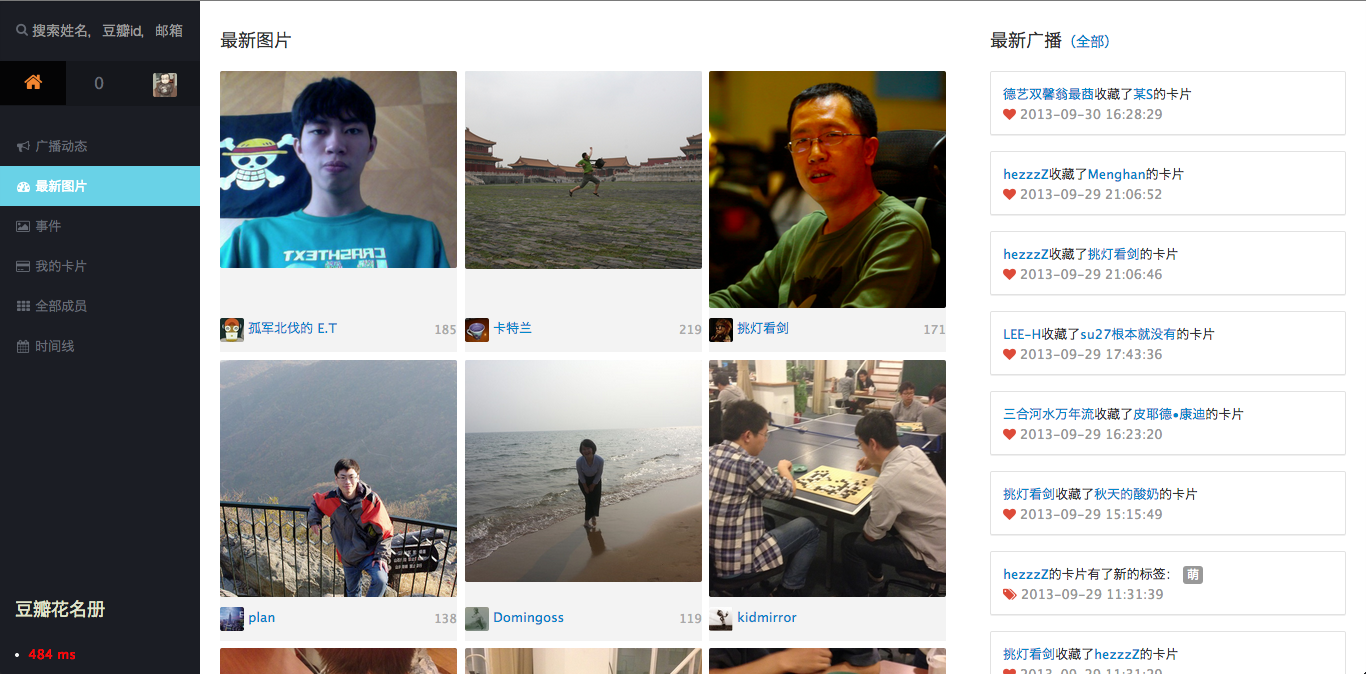 搜索姓名, 豆瓣id, 邮箱
0
广播动态
最新图片
事件
我的卡片
全部成员
时间线
豆瓣花名册
484 ms
最新图片
CRASHTEXT
孤军北伐的 E.T 185
卡特兰 219
挑灯看剑 171
plan 138
Domingoss 119
kidmirror
最新广播 (全部)
德艺双馨翁最酋收藏了某S的卡片
2013-09-30 16:28:29
hezzzZ收藏了Menghan的卡片
2013-09-29 21:06:52
hezzzZ收藏了挑灯看剑的卡片
2013-09-29 21:06:46
LEE-H收藏了su27根本就没有的卡片
2013-09-29 17:43:36
三合河水万年流收藏了皮耶德•康迪的卡片
2013-09-29 16:23:20
挑灯看剑收藏了秋天的酸奶的卡片
2013-09-29 15:15:49
hezzzZ的卡片有了新的标签： 萌
2013-09-29 11:31:39
挑灯看剑收藏了hezzzZ的卡片